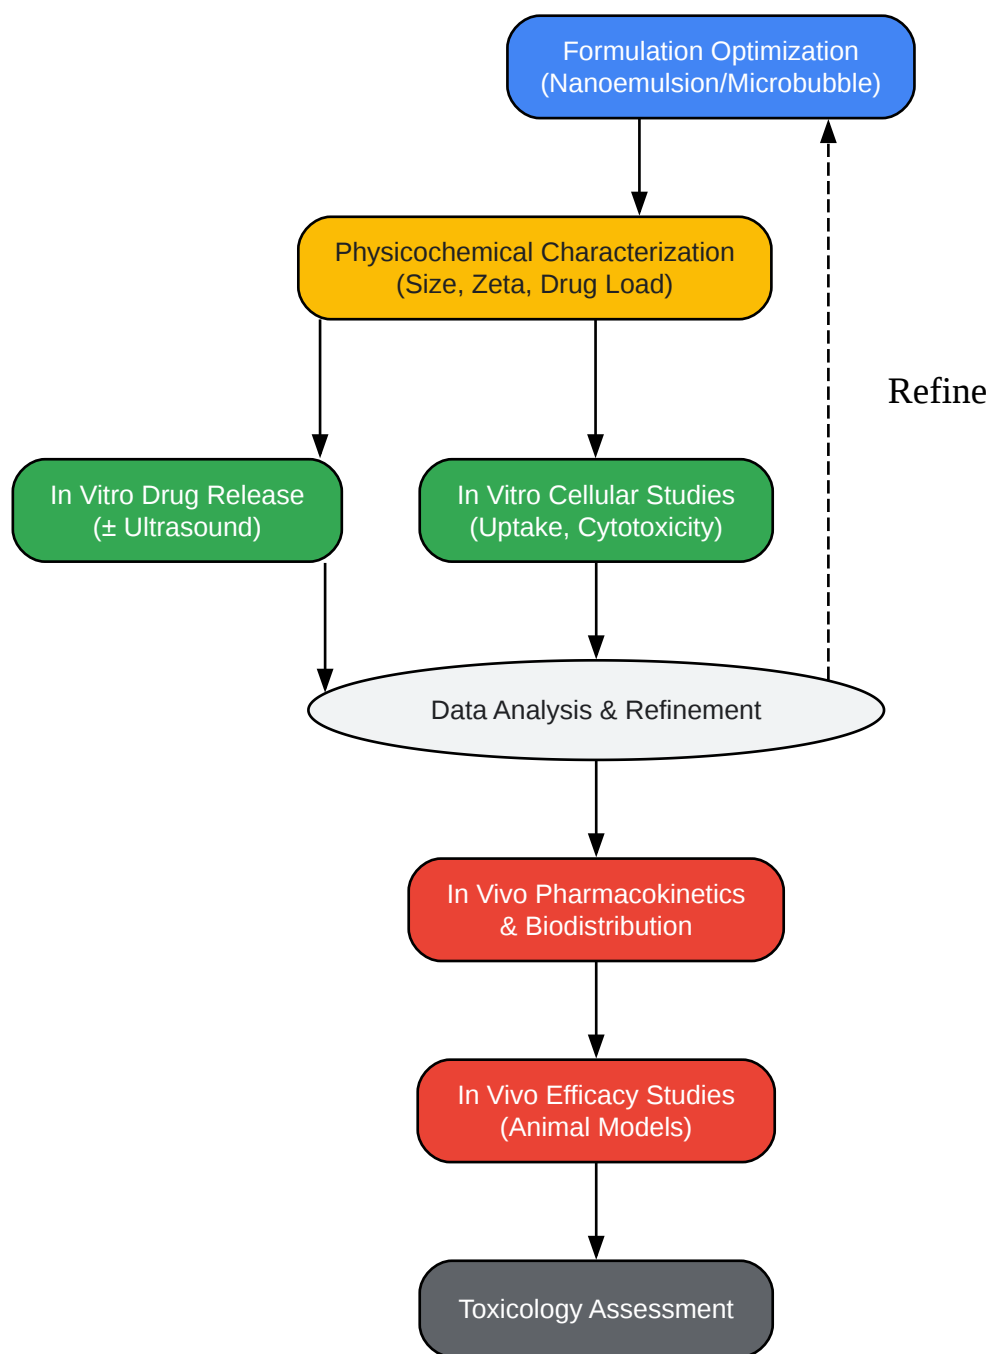 Formulation Optimization
(Nanoemulsion/Microbubble)
Physicochemical Characterization
(Size, Zeta, Drug Load)
Refine
In Vitro Drug Release
(± Ultrasound)
In Vitro Cellular Studies
(Uptake, Cytotoxicity)
Data Analysis & Refinement
In Vivo Pharmacokinetics
& Biodistribution
In Vivo Efficacy Studies
(Animal Models)
Toxicology Assessment